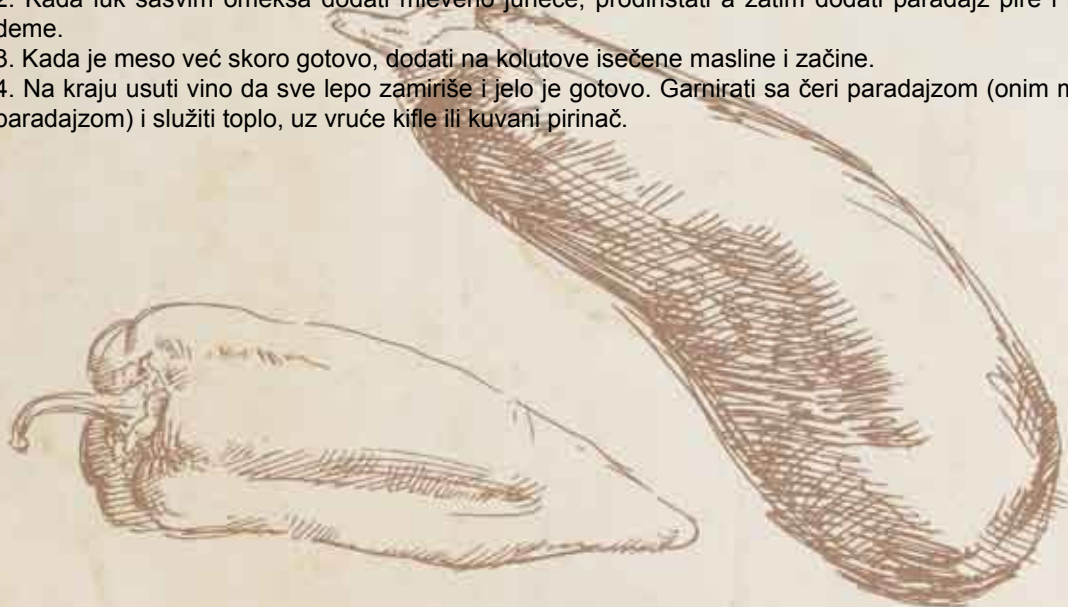 2. Kada luk sasvim omekša dodati mleveno juneće, prodinstati a zatim dodati paradajz pire i
deme.
3. Kada je meso već skoro gotovo, dodati na kolutove isečene masline i začine.
4. Na kraju usuti vino da sve lepo zamiriše i jelo je gotovo. Garnirati sa čeri paradajzom (onim
paradajzom) i služiti toplo, uz vruće kifle ili kuvani pirinač.